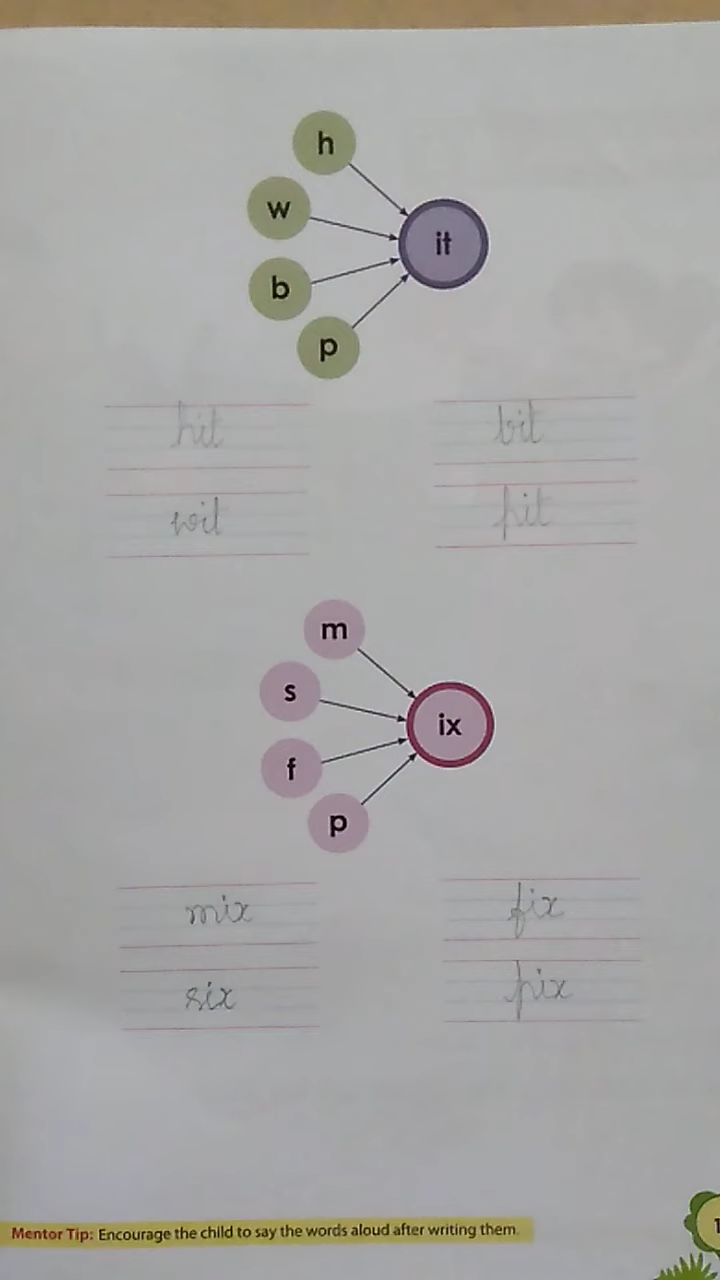 h
w
it
b
p
hit
bit
wit
pit
m
s
ix
f
p
mix
fix
six
pix
Mentor Tip: Encourage the child to say the words aloud after writing them.